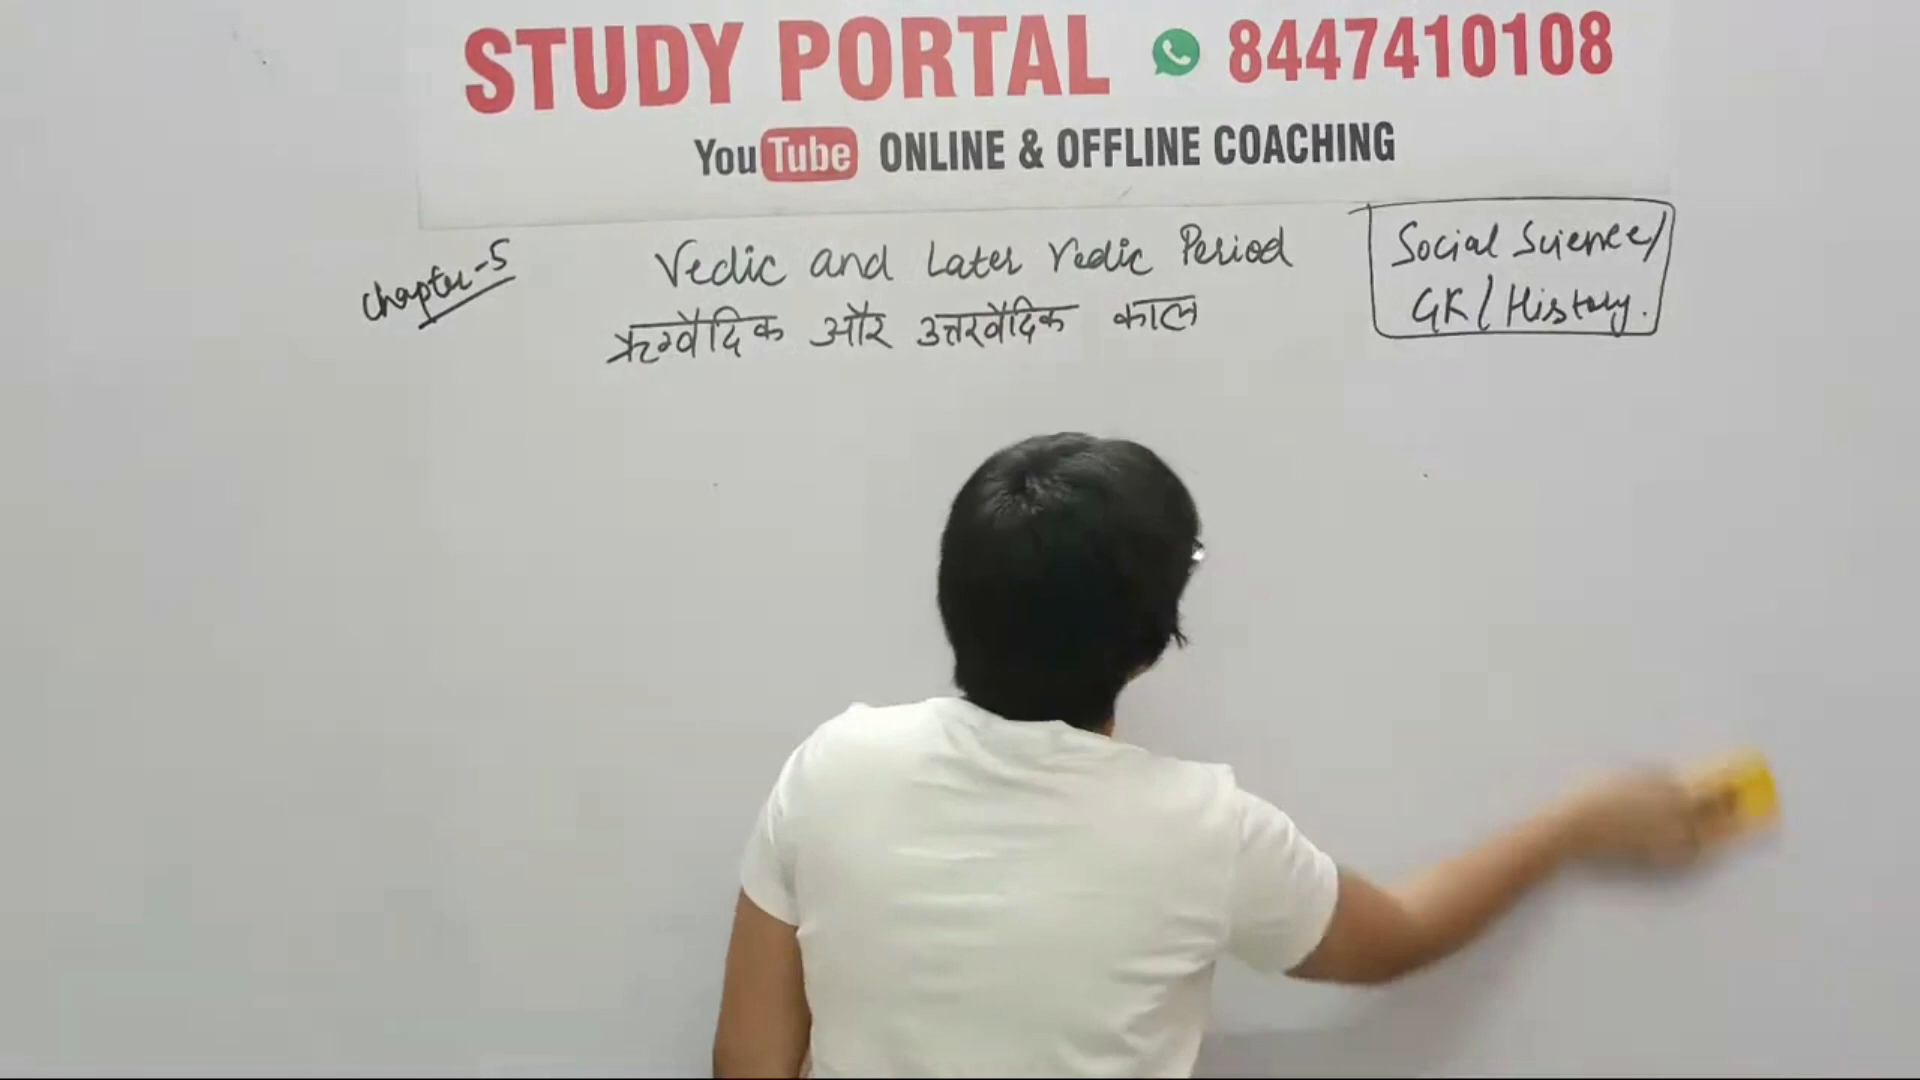 STUDY PORTAL 8447410108
YouTube ONLINE & OFFLINE COACHING
Chapter-5
Vedic and Later Vedic Period
ऋग्वैदिक और उत्तरवैदिक काल
Social Science/
GK/History.